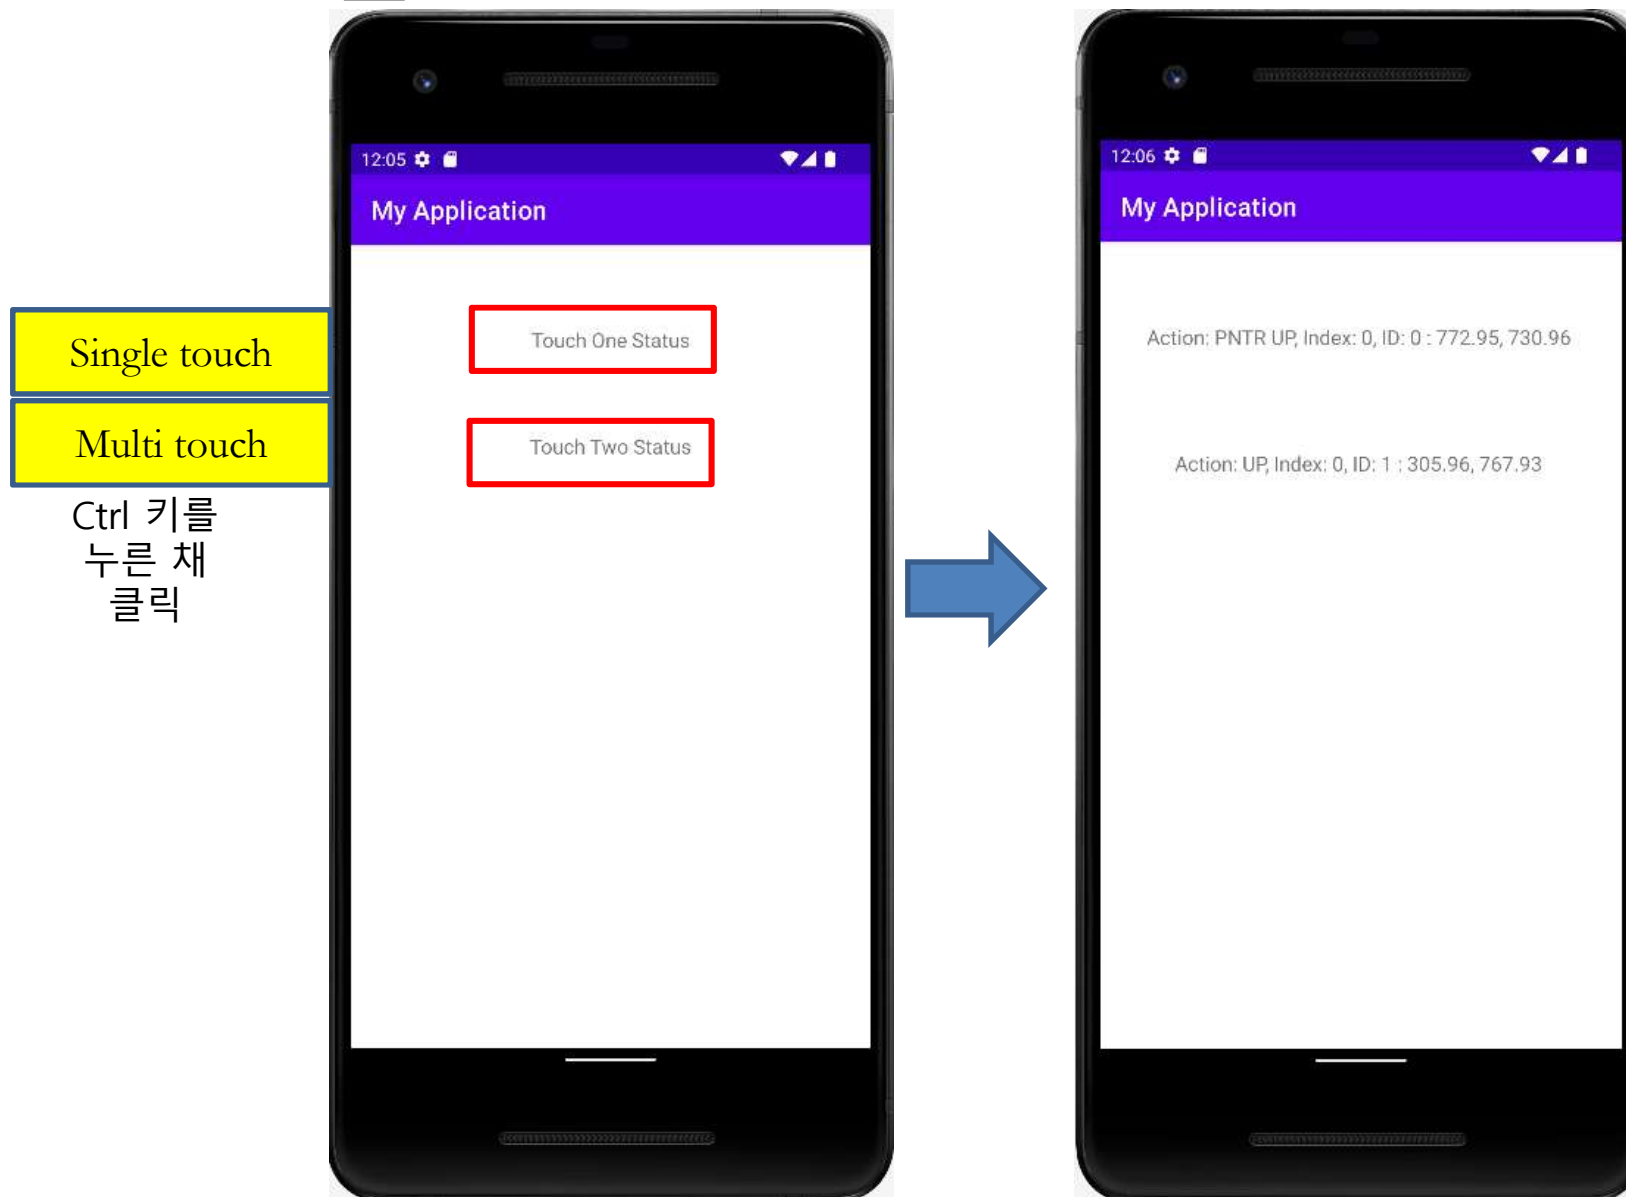 Single touch
Multi touch
Ctrl 키를
누른 채
클릭
12:05
My Application
Touch One Status
Touch Two Status
12:06
My Application
Action: PNTR UP, Index: 0, ID: 0 : 772.95, 730.96
Action: UP, Index: 0, ID: 1 : 305.96, 767.93